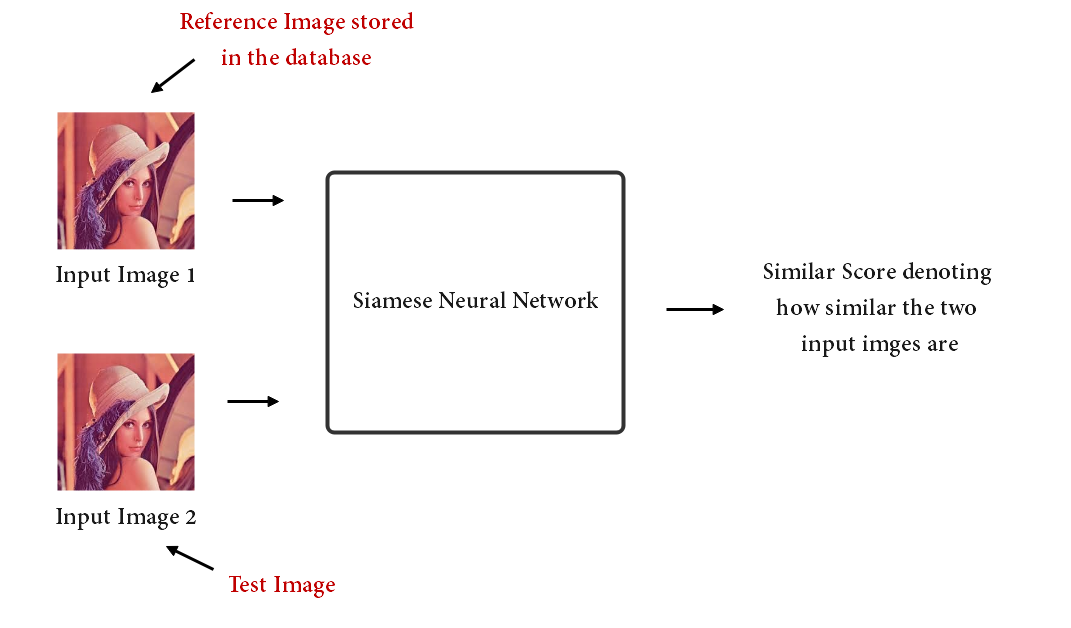 Reference Image stored
in the database
Input Image 1
Siamese Neural Network
Similar Score denoting
how similar the two
input imges are
Input Image 2
Test Image